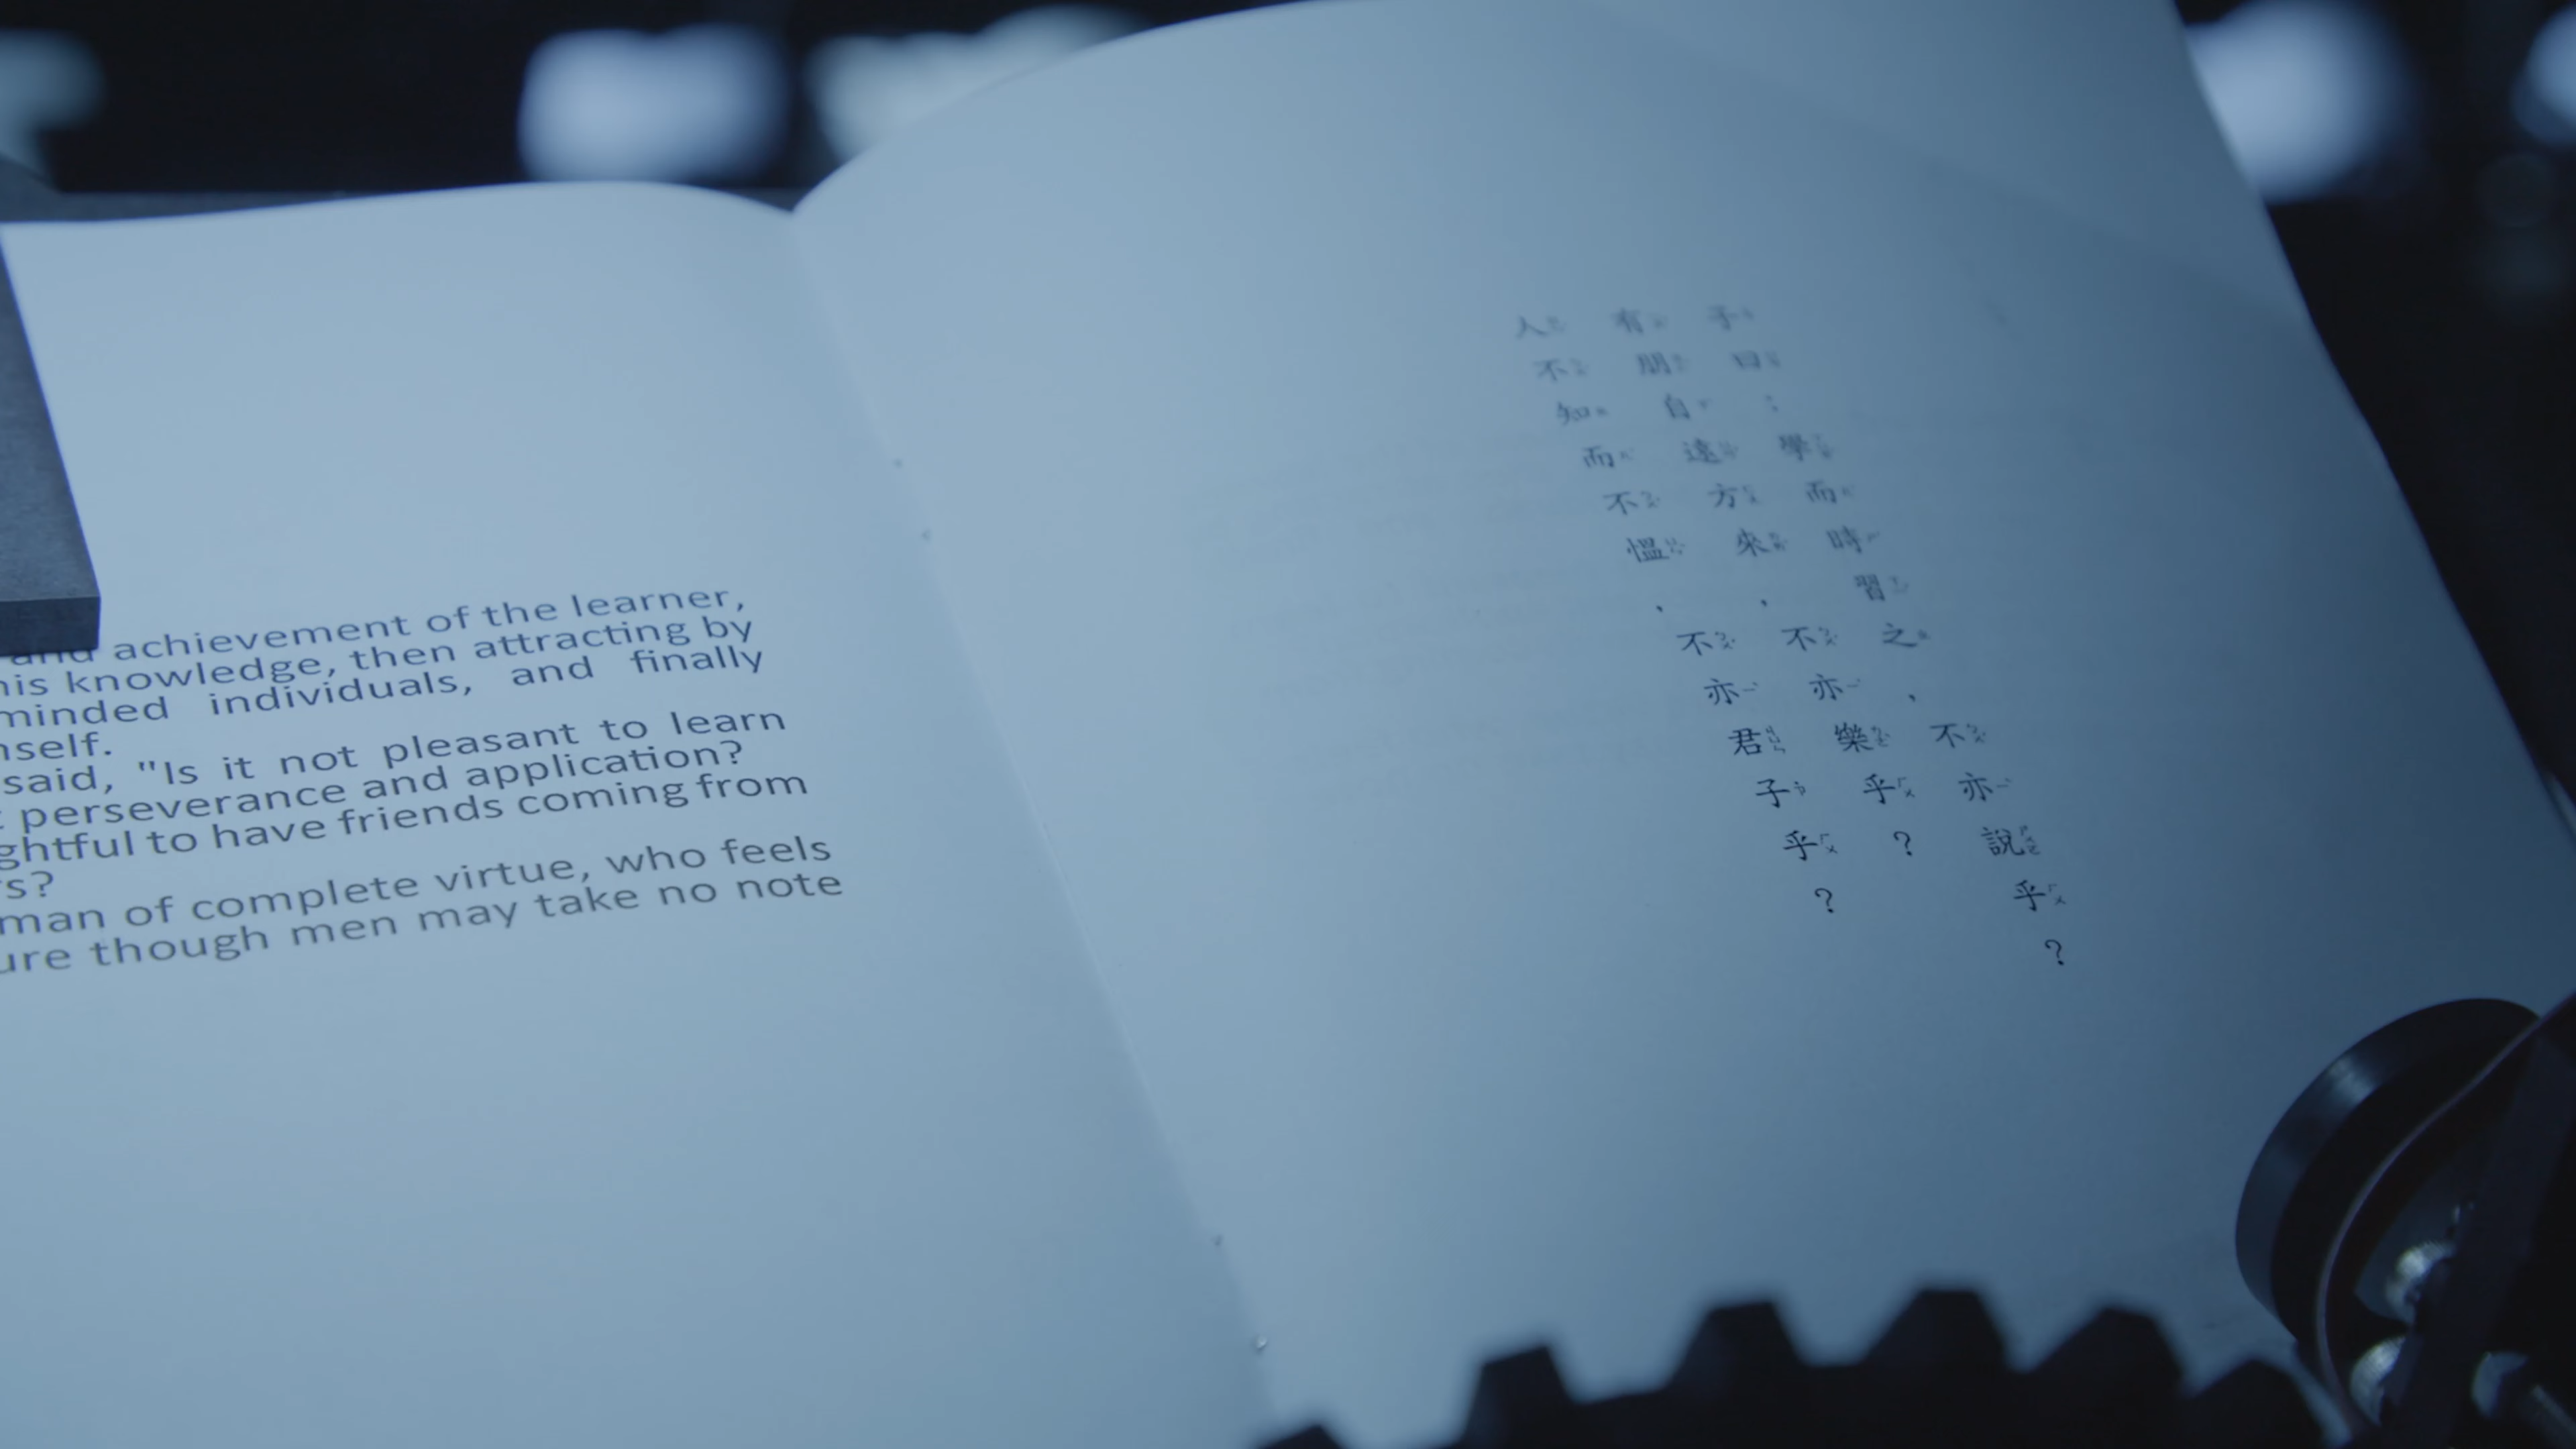 and achievement of the learner,
his knowledge, then attracting by
minded individuals, and finally
mself.
said, "Is it not pleasant to learn
perseverance and application?
ghtful to have friends coming from
rs?
man of complete virtue, who feels
ure though men may take no note
子曰：學而時習之，不亦說乎？
有朋自遠方來，不亦樂乎？
人不知而不慍，不亦君子乎？